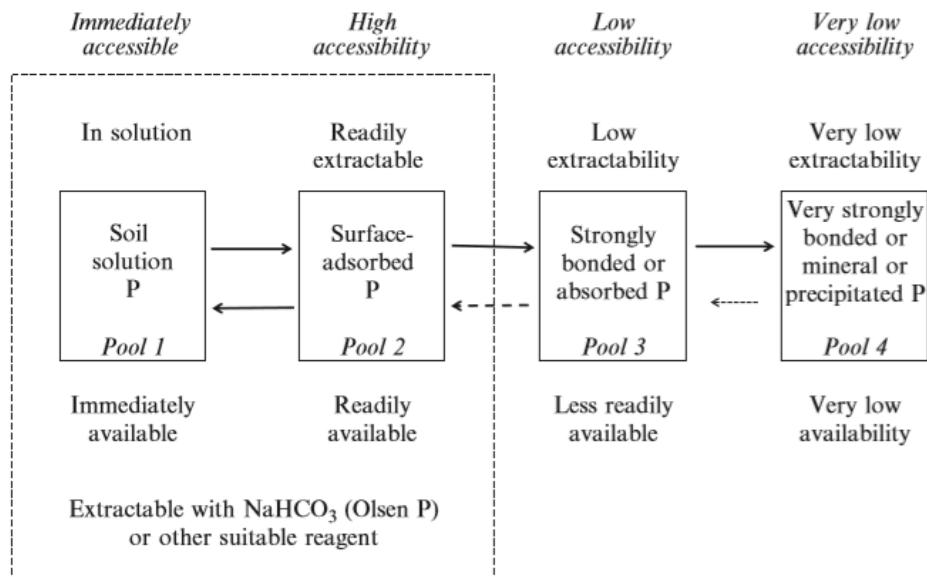 Immediately
accessible
High
accessibility
Low
accessibility
Very low
accessibility
In solution
Readily
extractable
Low
extractability
Very low
extractability
Soil
solution
P
Pool 1
Surface-
adsorbed
P
Pool 2
Strongly
bonded or
absorbed P
Pool 3
Very strongly
bonded or
mineral or
precipitated P
Pool 4
Immediately
available
Readily
available
Less readily
available
Very low
availability
Extractable with NaHCO₃ (Olsen P)
or other suitable reagent